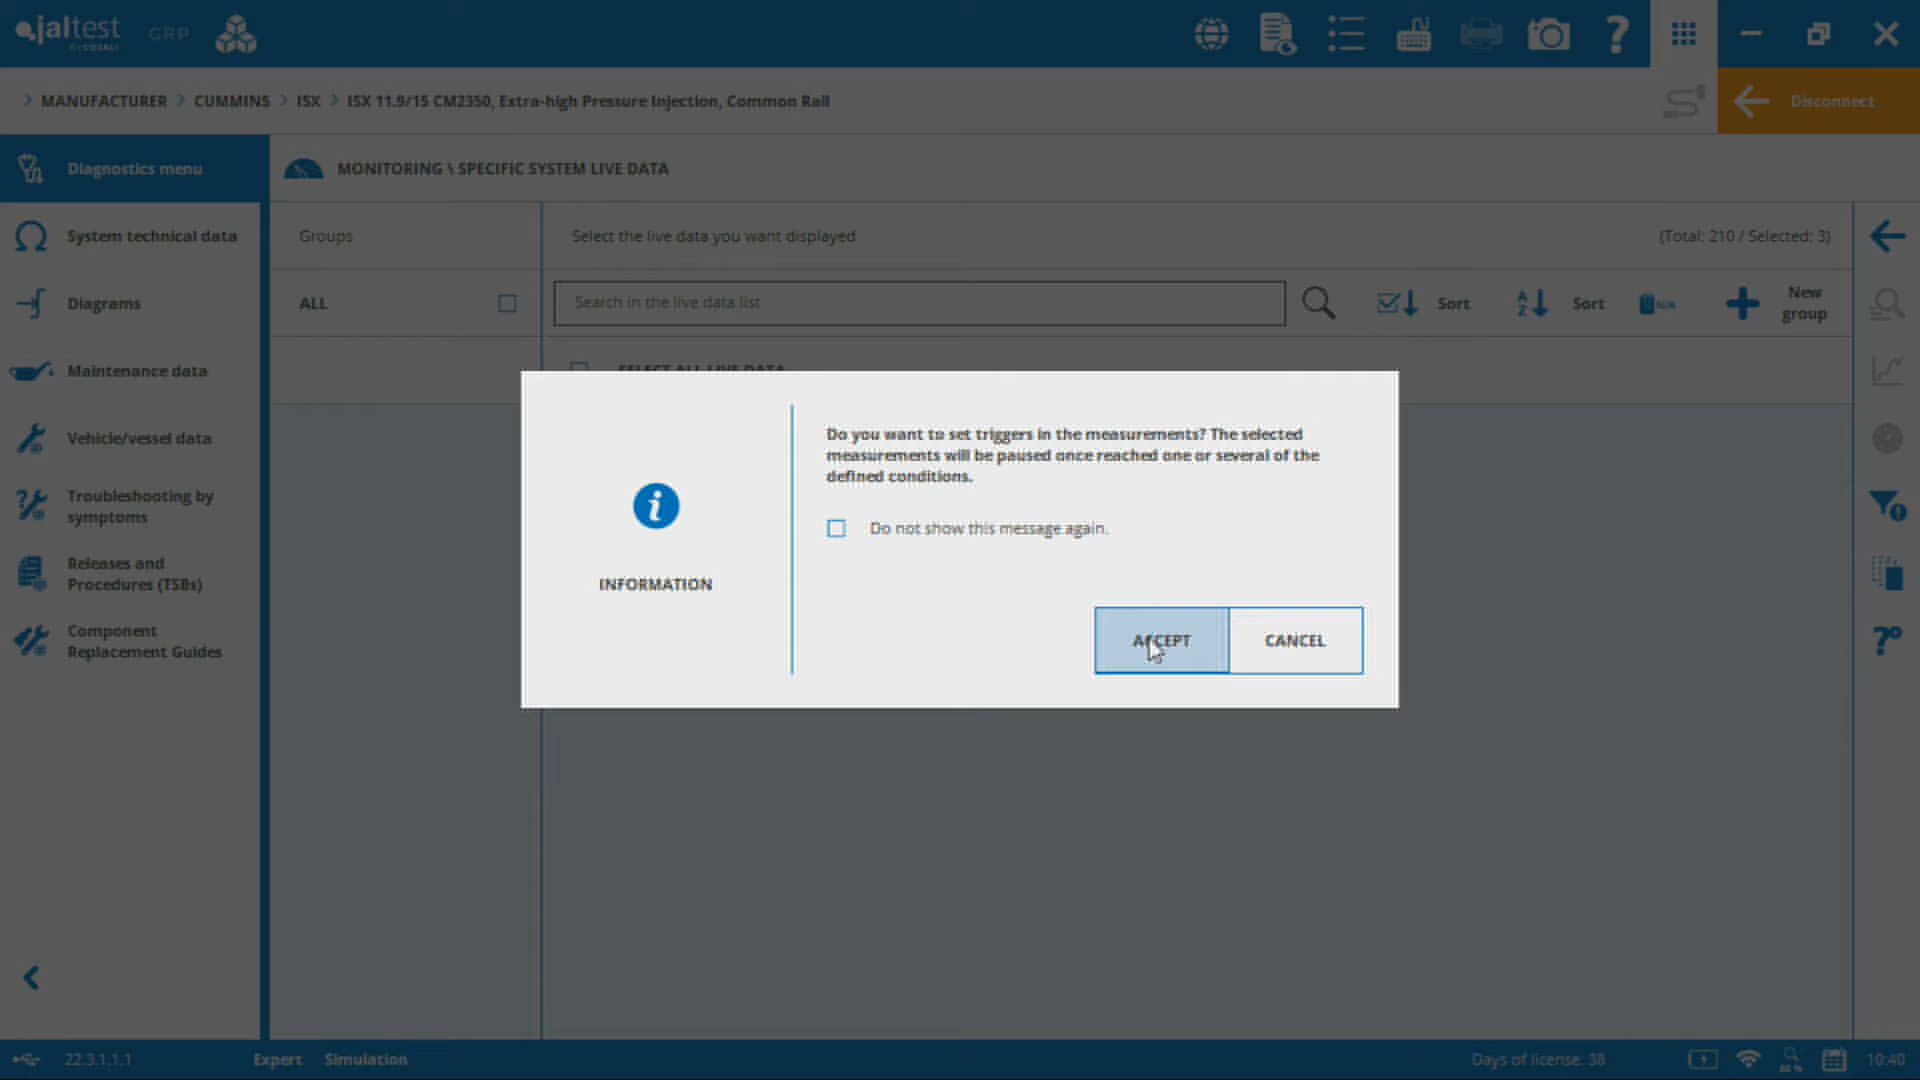 jaltest
GRP
MANUFACTURER > CUMMINS > ISX > ISX 11.9/15 CM2350, Extra-high Pressure Injection, Common Rail
Disconnect
Diagnostics menu
System technical data
Diagrams
Maintenance data
Vehicle/vessel data
Troubleshooting by
symptoms
Releases and
Procedures (TSBs)
Component
Replacement Guides
MONITORING \ SPECIFIC SYSTEM LIVE DATA
Groups
Select the live data you want displayed
(Total: 210 / Selected: 3)
ALL
Search in the live data list
Sort
Sort
N/A
New
group
SELECT ALL LIVE DATA
INFORMATION
Do you want to set triggers in the measurements? The selected
measurements will be paused once reached one or several of the
defined conditions.
Do not show this message again.
ACCEPT
CANCEL
22.3.1.1.1
Expert
Simulation
Days of license: 38
10:40